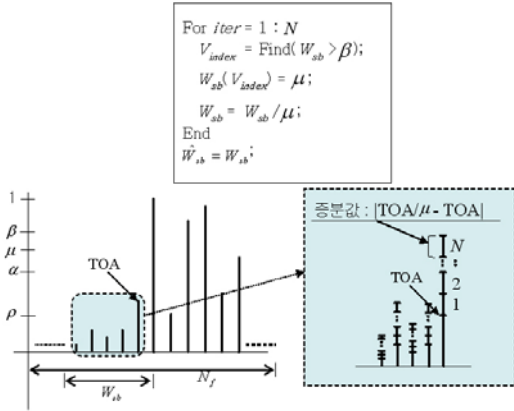 For iter = 1 : N
V_index = Find(W_sb > β);
W_sb(V_index) = μ;
W_sb = W_sb/μ;
End
Ŵ_sb = W_sb;
1
β
μ
α
ρ
TOA
W_sb
N_f
증분값 : |TOA/μ - TOA|
N
TOA
2
1